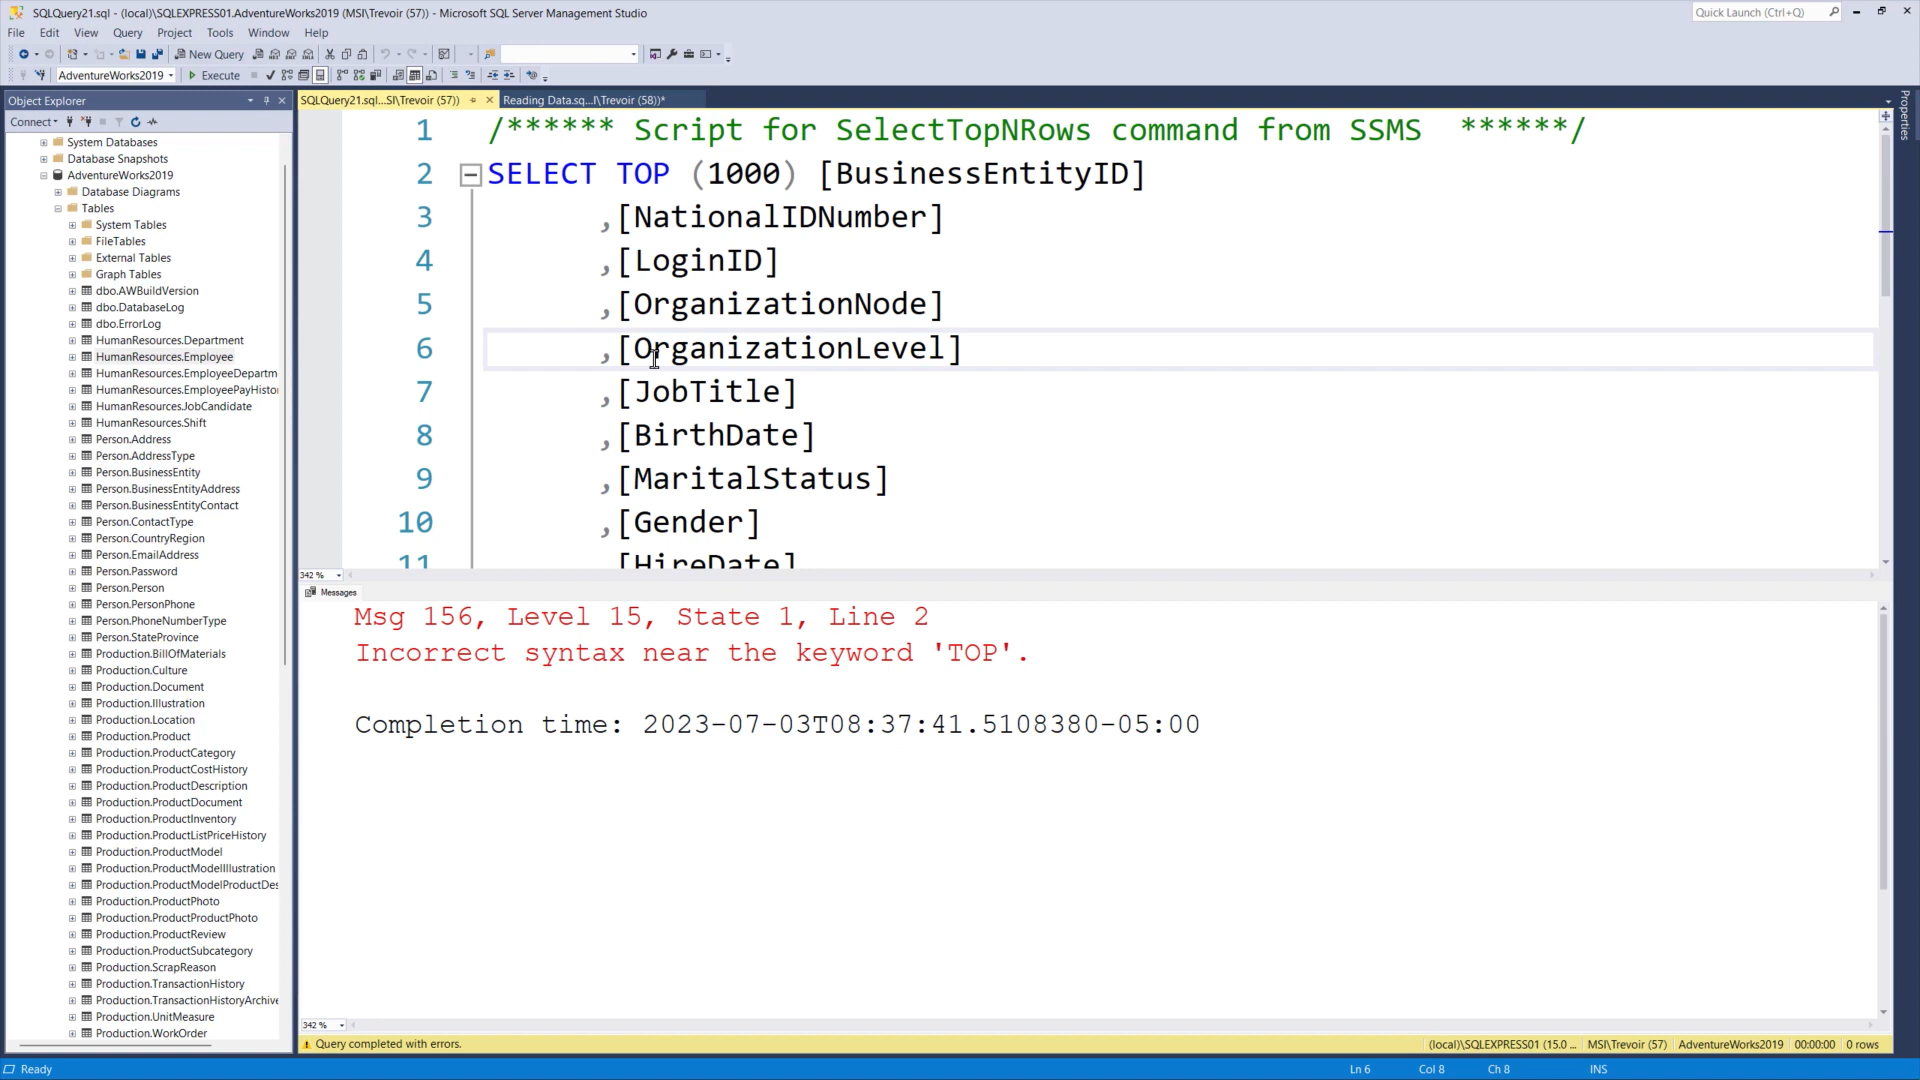 SQLQuery21.sql - (local)\SQLEXPRESS01.AdventureWorks2019 (MSI\Trevoir (57)) - Microsoft SQL Server Management Studio
Quick Launch (Ctrl+Q)
File Edit View Query Project Tools Window Help
New Query
AdventureWorks2019 Execute
Object Explorer
Connect
System Databases
Database Snapshots
AdventureWorks2019
Database Diagrams
Tables
System Tables
FileTables
External Tables
Graph Tables
dbo.AWBuildVersion
dbo.DatabaseLog
dbo.ErrorLog
HumanResources.Department
HumanResources.Employee
HumanResources.EmployeeDepartm
HumanResources.EmployeePayHistor
HumanResources.JobCandidate
HumanResources.Shift
Person.Address
Person.AddressType
Person.BusinessEntity
Person.BusinessEntityAddress
Person.BusinessEntityContact
Person.ContactType
Person.CountryRegion
Person.EmailAddress
Person.Password
Person.Person
Person.PersonPhone
Person.PhoneNumberType
Person.StateProvince
Production.BillOfMaterials
Production.Culture
Production.Document
Production.Illustration
Production.Location
Production.Product
Production.ProductCategory
Production.ProductCostHistory
Production.ProductDescription
Production.ProductDocument
Production.ProductInventory
Production.ProductListPriceHistory
Production.ProductModel
Production.ProductModelIllustration
Production.ProductModelProductDes
Production.ProductPhoto
Production.ProductProductPhoto
Production.ProductReview
Production.ProductSubcategory
Production.ScrapReason
Production.TransactionHistory
Production.TransactionHistoryArchive
Production.UnitMeasure
Production.WorkOrder
SQLQuery21.sql...SI\Trevoir (57)) Reading Data.sq...I\Trevoir (58))*
Properties
1 /****** Script for SelectTopNRows command from SSMS ******/
2 SELECT TOP (1000) [BusinessEntityID]
3 ,[NationalIDNumber]
4 ,[LoginID]
5 ,[OrganizationNode]
6 ,[OrganizationLevel]
7 ,[JobTitle]
8 ,[BirthDate]
9 ,[MaritalStatus]
10 ,[Gender]
11 [HireDate]
342 %
Messages
Msg 156, Level 15, State 1, Line 2
Incorrect syntax near the keyword 'TOP'.
Completion time: 2023-07-03T08:37:41.5108380-05:00
342 %
Query completed with errors. (local)\SQLEXPRESS01 (15.0 ... MSI\Trevoir (57) AdventureWorks2019 00:00:00 0 rows
Ready Ln 6 Col 8 Ch 8 INS